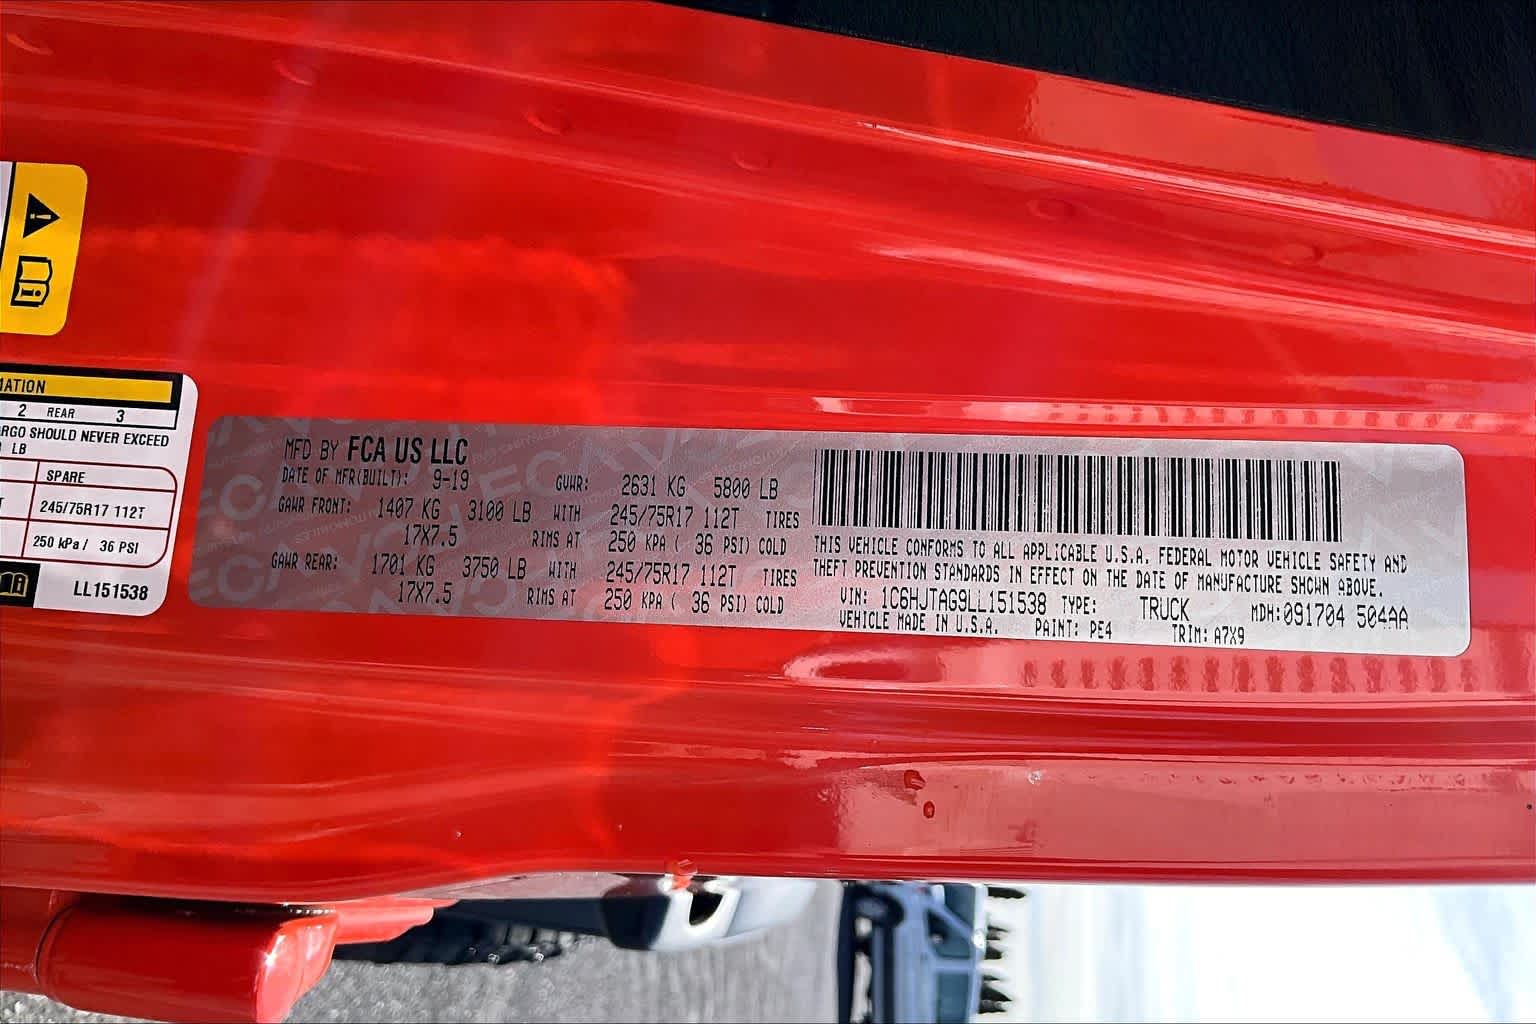 MATION
2 REAR 3
ARGO SHOULD NEVER EXCEED
LB
SPARE
245/75R17 112T
250 kPa / 36 PSI
LL151538
MFD BY FCA US LLC
DATE OF MFR(BUILT): 9-19 GVWR: 2631 KG 5800 LB
GAWR FRONT: 1407 KG 3100 LB WITH 245/75R17 112T TIRES
17X7.5 RIMS AT 250 KPA ( 36 PSI) COLD
GAWR REAR: 1701 KG 3750 LB WITH 245/75R17 112T TIRES
17X7.5 RIMS AT 250 KPA ( 36 PSI) COLD
THIS VEHICLE CONFORMS TO ALL APPLICABLE U.S.A. FEDERAL MOTOR VEHICLE SAFETY AND
THEFT PREVENTION STANDARDS IN EFFECT ON THE DATE OF MANUFACTURE SHOWN ABOVE.
VIN: 1C6HJTAG9LL151538 TYPE: TRUCK MDH:091704 504AA
VEHICLE MADE IN U.S.A. PAINT: PE4 TRIM: A7X9